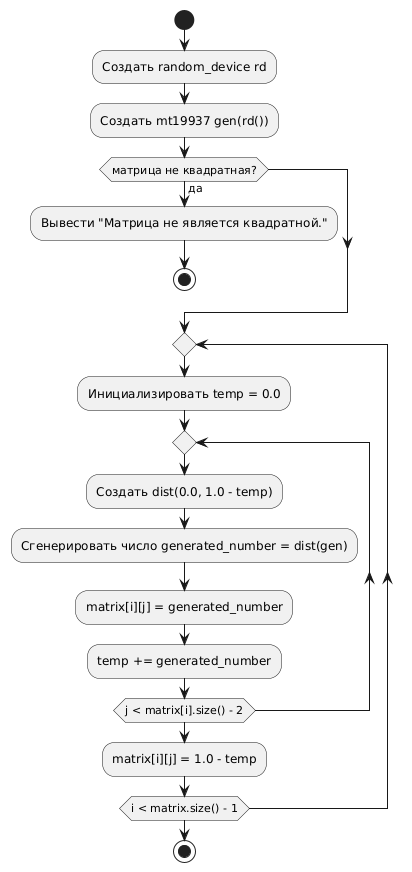 Создать random_device rd
Создать mt19937 gen(rd())
матрица не квадратная?
да
Вывести "Матрица не является квадратной."
Инициализировать temp = 0.0
Создать dist(0.0, 1.0 - temp)
Сгенерировать число generated_number = dist(gen)
matrix[i][j] = generated_number
temp += generated_number
j < matrix[i].size() - 2
matrix[i][j] = 1.0 - temp
i < matrix.size() - 1